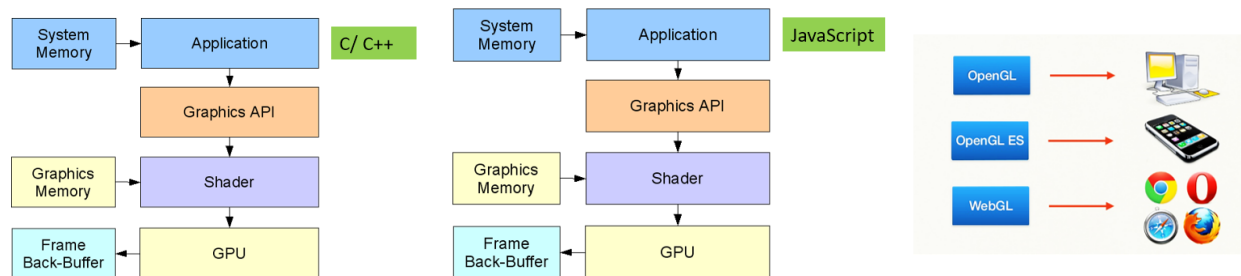 System
Memory
Application
C/ C++
Graphics API
Graphics
Memory
Shader
Frame
Back-Buffer
GPU
System
Memory
Application
JavaScript
Graphics API
Graphics
Memory
Shader
Frame
Back-Buffer
GPU
OpenGL
OpenGL ES
WebGL